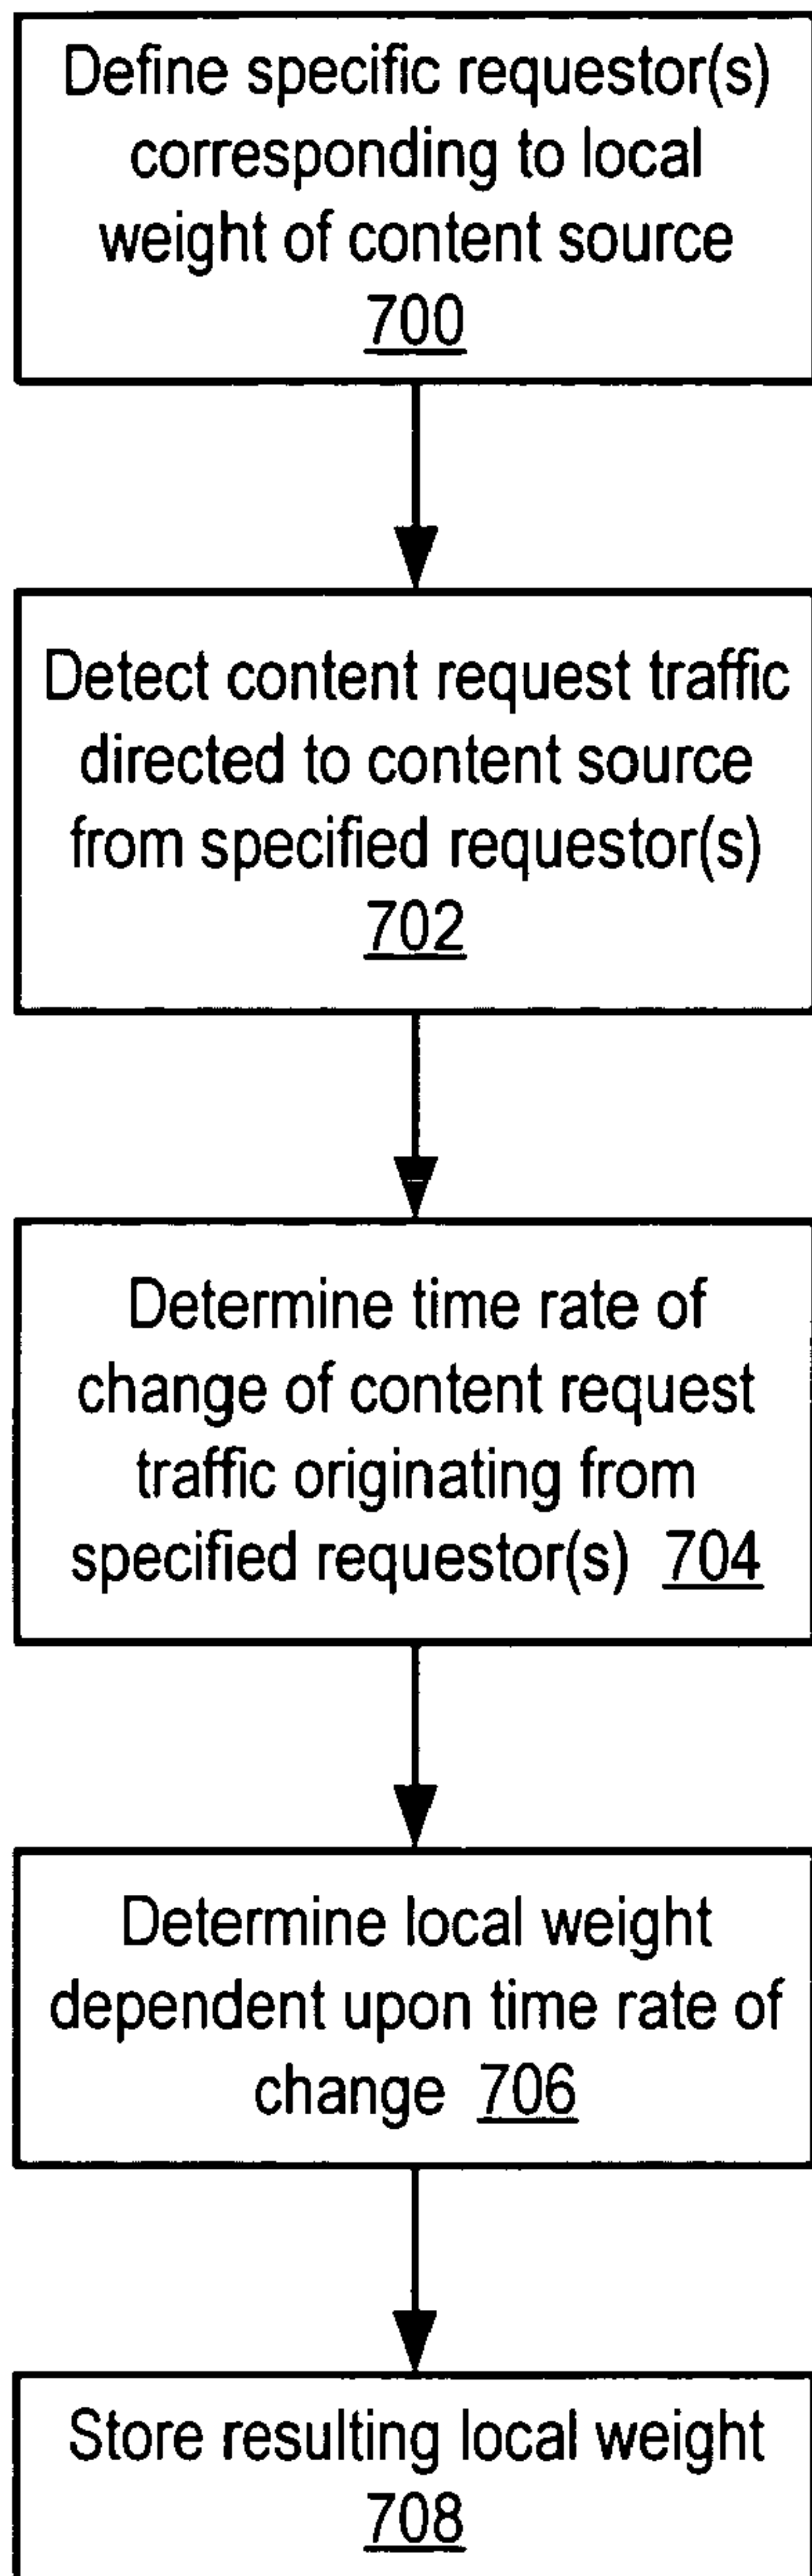 Define specific requestor(s)
corresponding to local
weight of content source
700
Detect content request traffic
directed to content source
from specified requestor(s)
702
Determine time rate of
change of content request
traffic originating from
specified requestor(s) 704
Determine local weight
dependent upon time rate of
change 706
Store resulting local weight
708